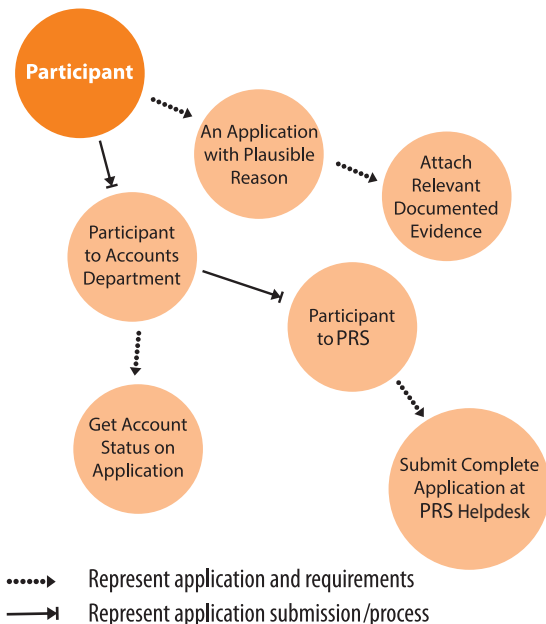 Participant
An Application
with Plausible
Reason
Attach
Relevant
Documented
Evidence
Participant
to Accounts
Department
Participant
to PRS
Get Account
Status on
Application
Submit Complete
Application at
PRS Helpdesk
Represent application and requirements
Represent application submission/process